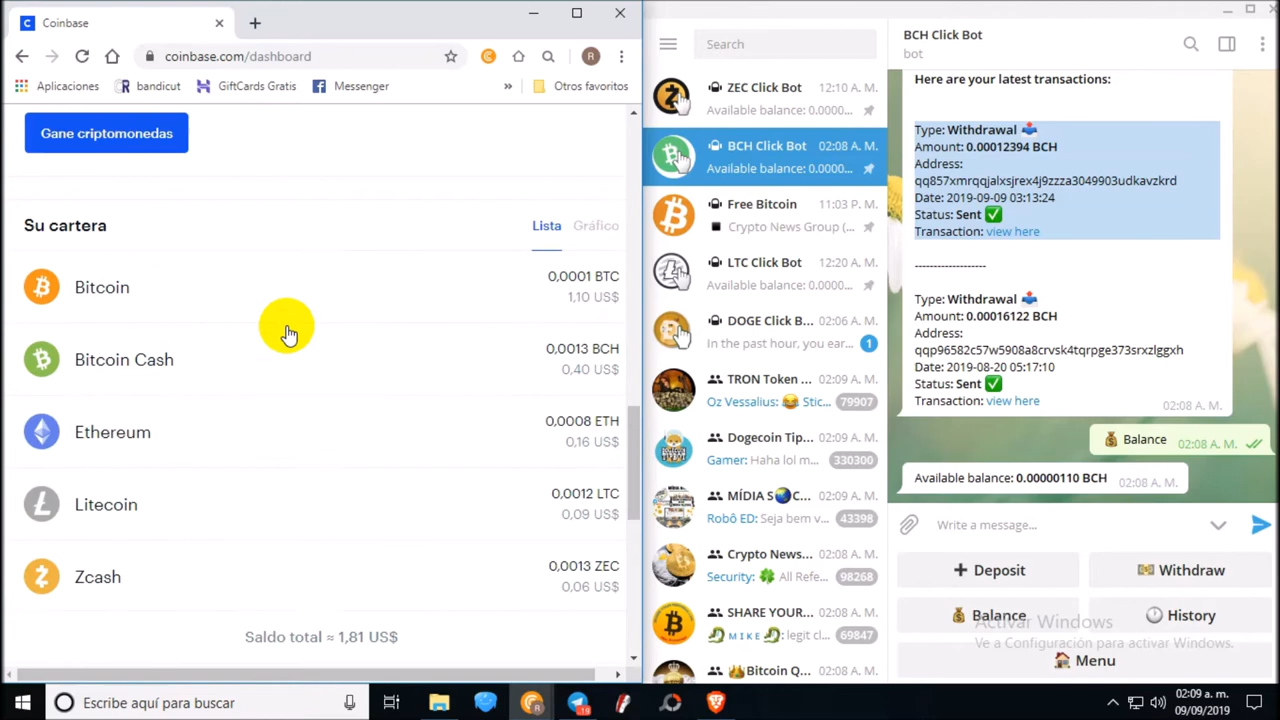 Coinbase
coinbase.com/dashboard
R
Aplicaciones
bandicut
GiftCards Gratis
Facebook
Messenger
»
Otros favoritos
Gane criptomonedas
Su cartera
Lista
Gráfico
Bitcoin
0,0001 BTC
1,10 US$
Bitcoin Cash
0,0013 BCH
0,40 US$
Ethereum
0,0008 ETH
0,16 US$
Litecoin
0,0012 LTC
0,09 US$
Zcash
0,0013 ZEC
0,06 US$
Saldo total ≈ 1,81 US$
Search
ZEC Click Bot 12:10 A. M.
Available balance: 0.0000...
BCH Click Bot 02:08 A. M.
Available balance: 0.0000...
Free Bitcoin 11:03 P. M.
Crypto News Group (...
LTC Click Bot 12:20 A. M.
Available balance: 0.0000...
DOGE Click B... 02:06 A. M.
In the past hour, you ear... 1
TRON Token ... 02:09 A. M.
Oz Vessalius: 😂 Stic... 79907
Dogecoin Tip... 02:09 A. M.
Gamer: Haha lol m... 330300
MÍDIA S🌏C... 02:09 A. M.
Robô ED: Seja bem v... 43398
Crypto News... 02:08 A. M.
Security: 🍀 All Refe... 98268
SHARE YOUR... 02:08 A. M.
🐉 ᴍ ɪ ᴋ ᴇ 🐉: legit cl... 69847
👑Bitcoin Q... 02:08 A. M.
BCH Click Bot
bot
Here are your latest transactions:
Type: Withdrawal 📤
Amount: 0.00012394 BCH
Address:
qq857xmrqqjalxsjrex4j9zzza3049903udkavzkrd
Date: 2019-09-09 03:13:24
Status: Sent ✅
Transaction: view here
-------------------
Type: Withdrawal 📤
Amount: 0.00016122 BCH
Address:
qqp96582c57w5908a8crvsk4tqrpge373srxzlggxh
Date: 2019-08-20 05:17:10
Status: Sent ✅
Transaction: view here
02:08 A. M.
💰 Balance 02:08 A. M.
Available balance: 0.00000110 BCH 02:08 A. M.
Write a message...
➕ Deposit
💵 Withdraw
💰 Balance
🕛 History
🏠 Menu
Activar Windows
Ve a Configuración para activar Windows.
Escribe aquí para buscar
R
19
02:09 a. m.
09/09/2019